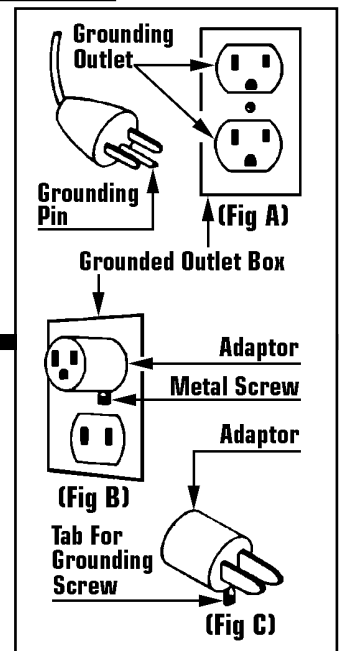 Grounding
Outlet
Grounding
Pin
(Fig A)
Grounded Outlet Box
Adaptor
Metal Screw
Adaptor
(Fig B)
Tab For
Grounding
Screw
(Fig C)